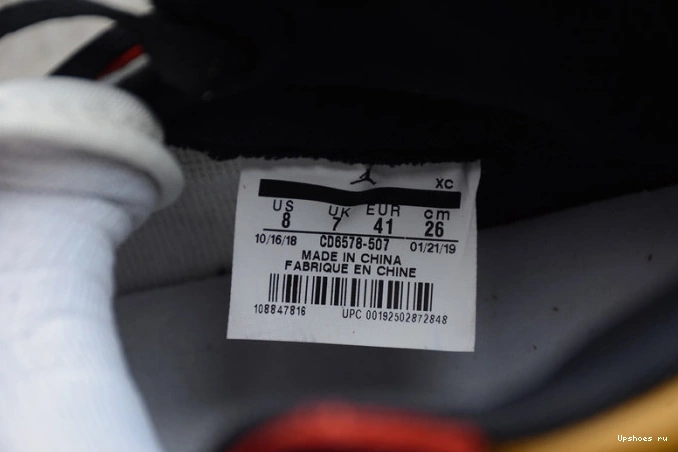 XC
US UK EUR cm
8 7 41 26
10/16/18 CD6578-507 01/21/19
MADE IN CHINA
FABRIQUE EN CHINE
108847816 UPC 00192502872848
Upshoes ru